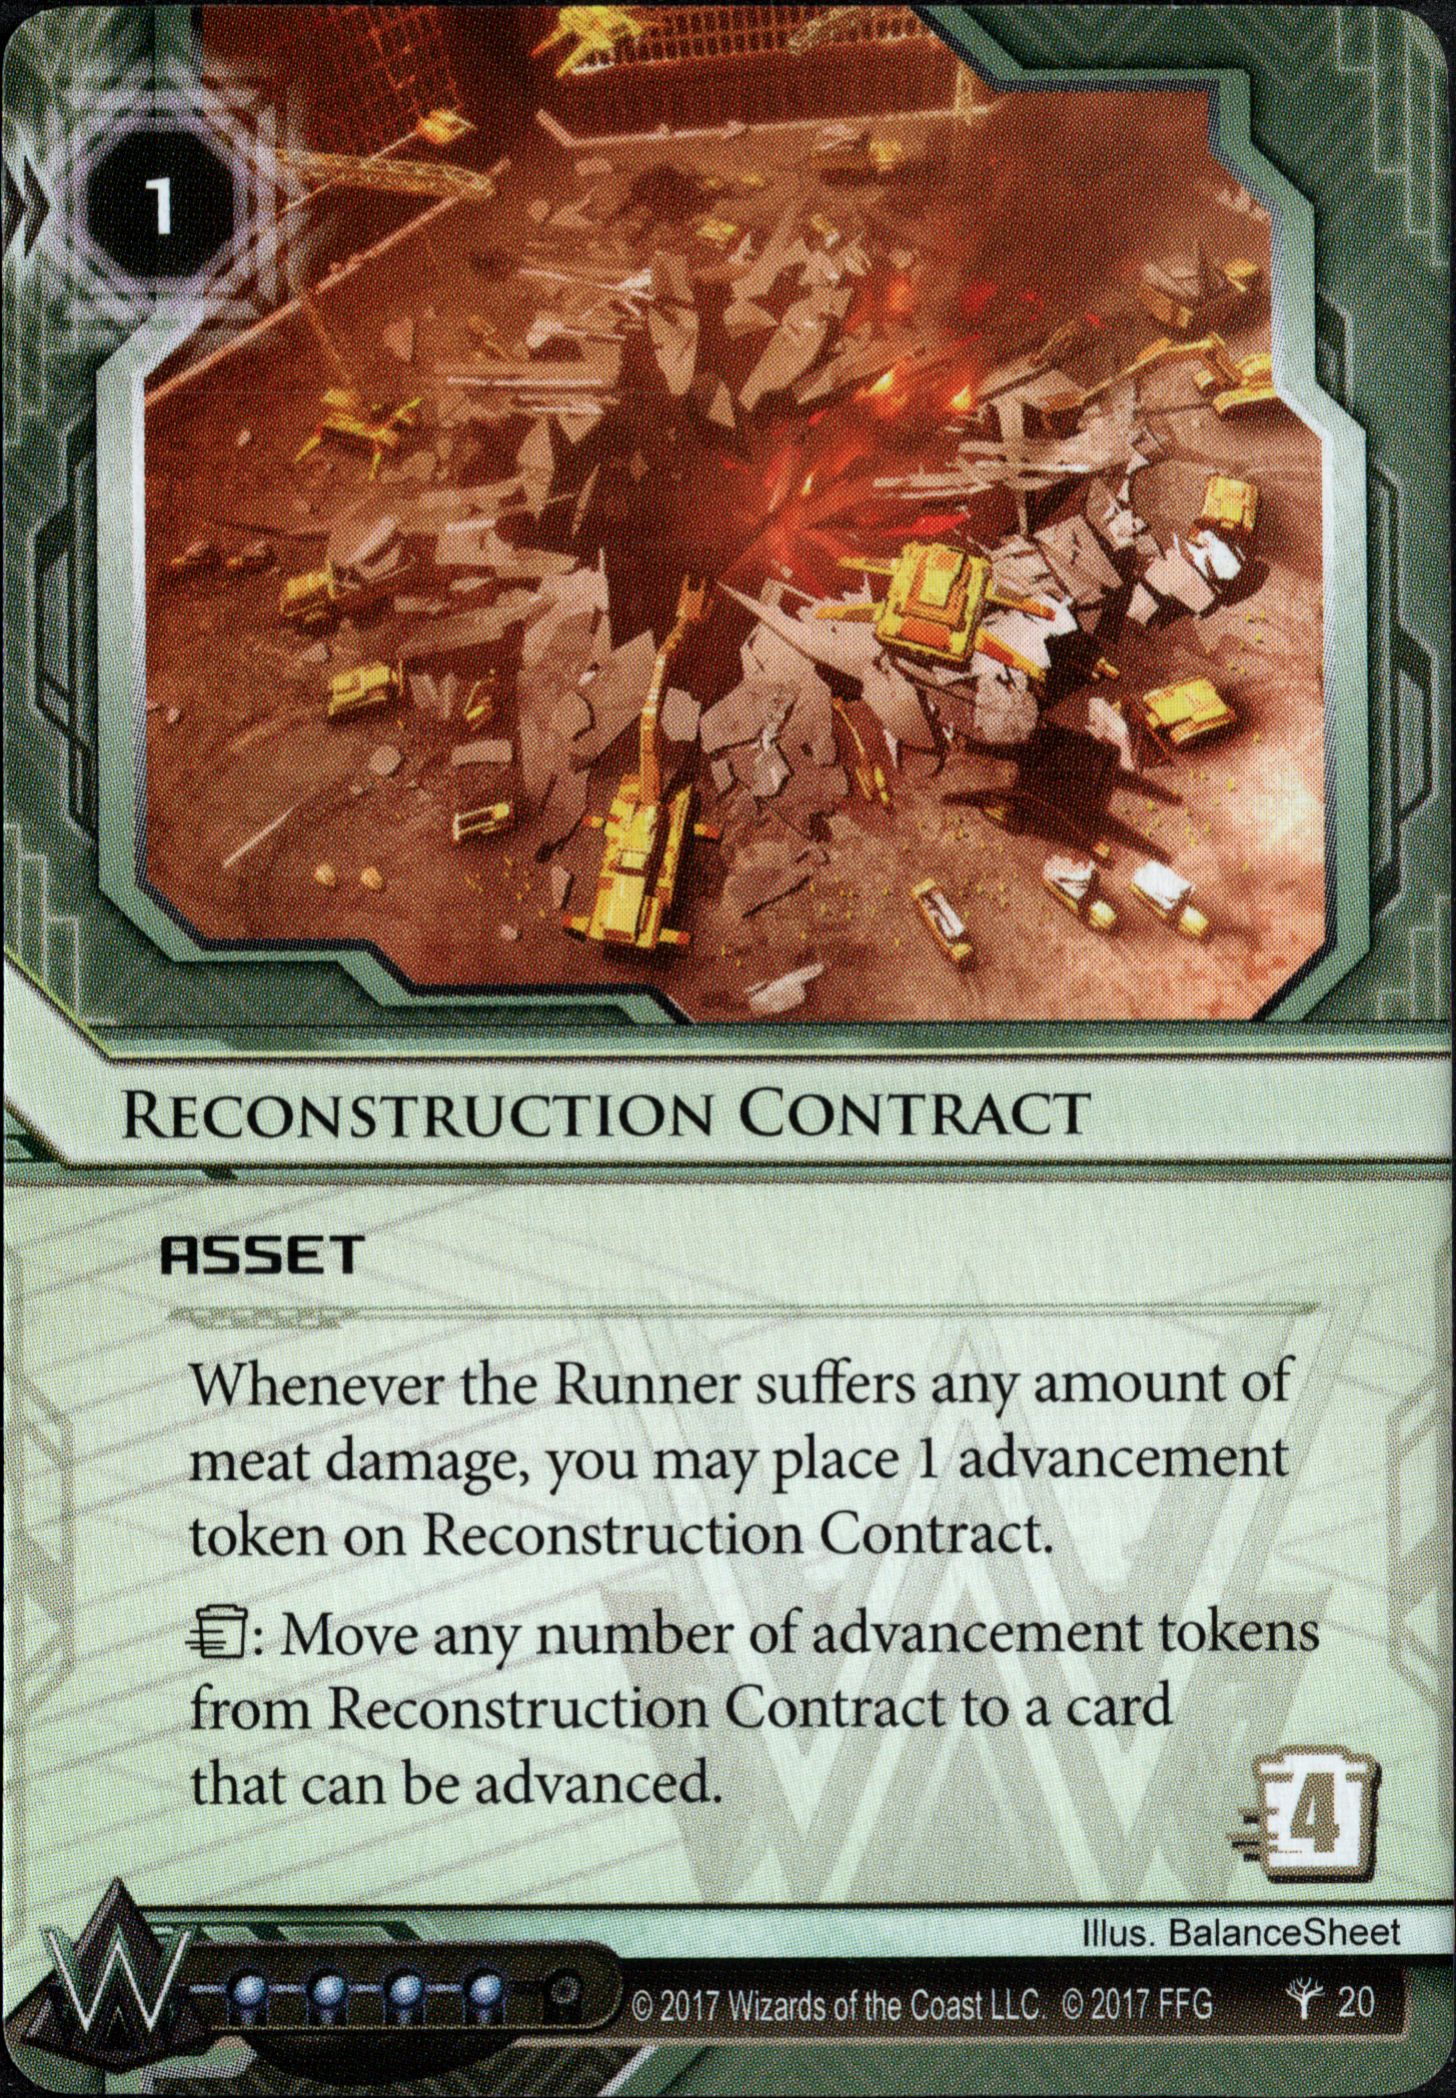 1
RECONSTRUCTION CONTRACT
ASSET
Whenever the Runner suffers any amount of
meat damage, you may place 1 advancement
token on Reconstruction Contract.
: Move any number of advancement tokens
from Reconstruction Contract to a card
that can be advanced.
4
Illus. BalanceSheet
W
© 2017 Wizards of the Coast LLC. © 2017 FFG 20